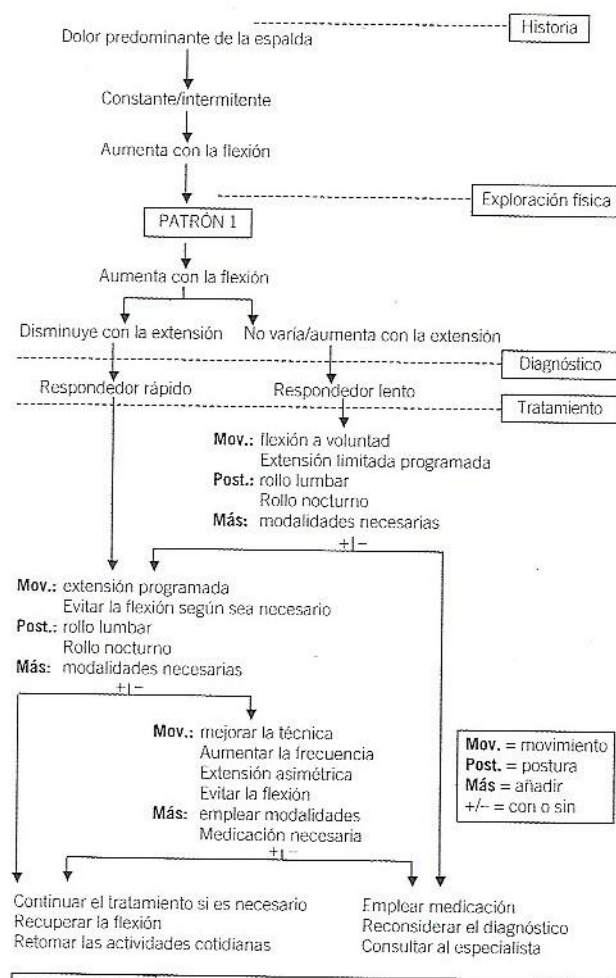 Historia
Dolor predominante de la espalda
Constante/intermitente
Aumenta con la flexión
Exploración física
PATRÓN 1
Aumenta con la flexión
Disminuye con la extensión
No varía/aumenta con la extensión
Diagnóstico
Respondedor rápido
Respondedor lento
Tratamiento
Mov.: flexión a voluntad
Extensión limitada programada
Post.: rollo lumbar
Rollo nocturno
Más: modalidades necesarias
+ -
Mov.: extensión programada
Evitar la flexión según sea necesario
Post.: rollo lumbar
Rollo nocturno
Más: modalidades necesarias
+ -
Mov.: mejorar la técnica
Aumentar la frecuencia
Extensión asimétrica
Evitar la flexión
Más: emplear modalidades
Medicación necesaria
+ -
Mov. = movimiento
Post. = postura
Más = añadir
+/− = con o sin
Continuar el tratamiento si es necesario
Recuperar la flexión
Retornar las actividades cotidianas
Emplear medicación
Reconsiderar el diagnóstico
Consultar al especialista